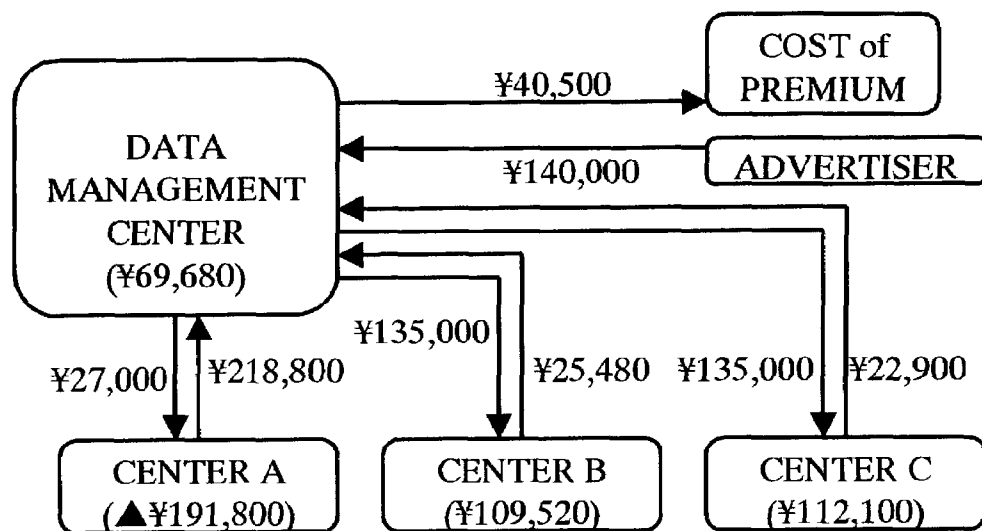 COST of
PREMIUM
¥40,500
DATA
MANAGEMENT
CENTER
(¥69,680)
¥140,000
ADVERTISER
¥27,000
¥218,800
¥135,000
¥25,480
¥135,000
¥22,900
CENTER A
(▲¥191,800)
CENTER B
(¥109,520)
CENTER C
(¥112,100)